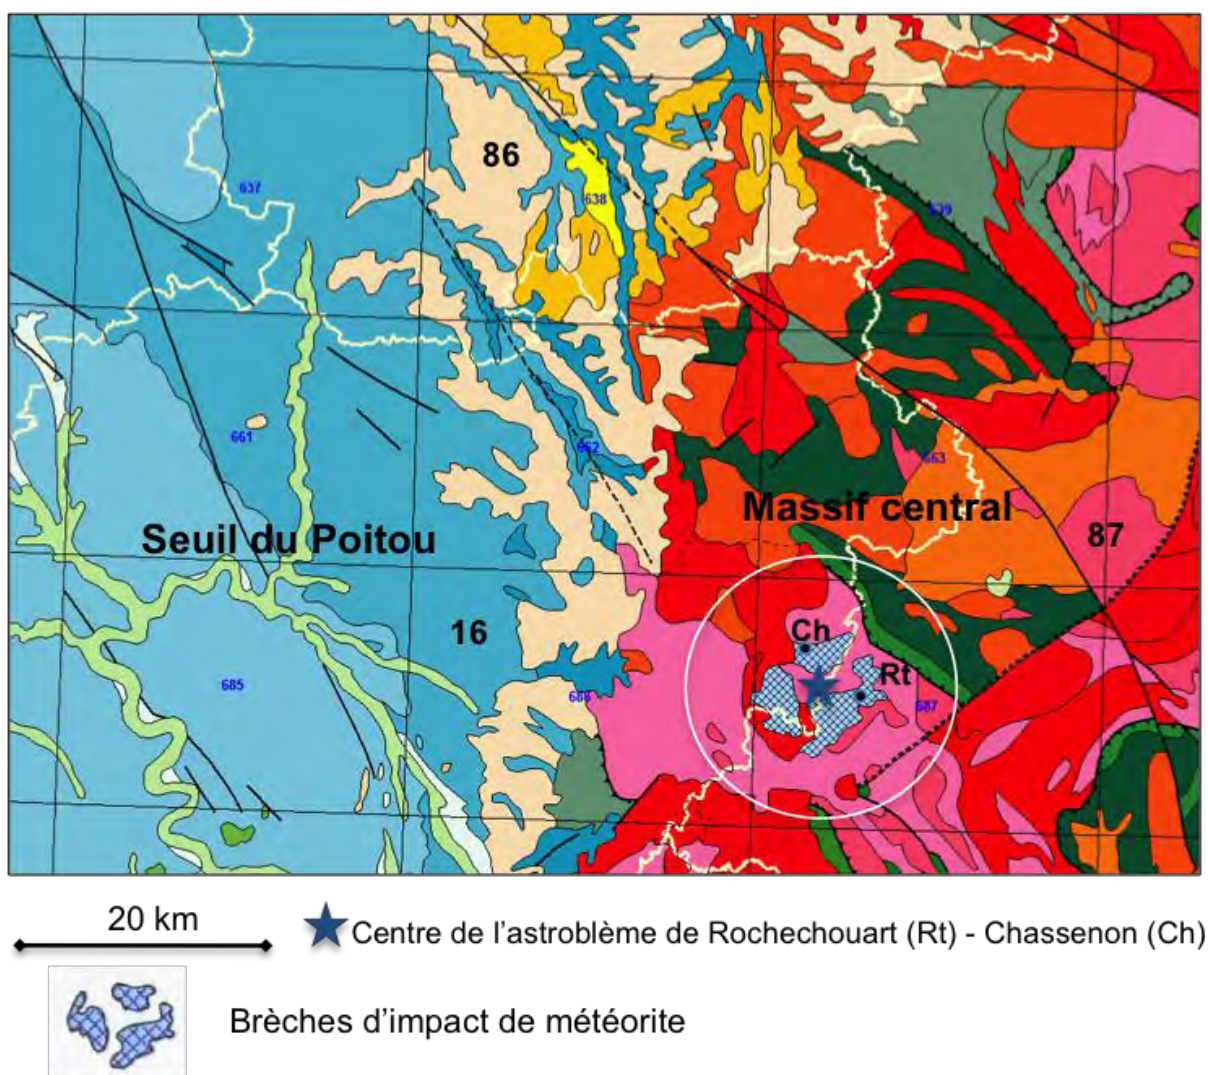 86
637
638
639
661
662
663
Massif central
Seuil du Poitou
87
16
Ch
Rt
685
686
687
20 km
Centre de l'astroblème de Rochechouart (Rt) - Chassenon (Ch)
Brèches d'impact de météorite